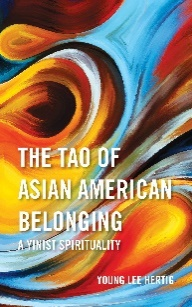 THE TAO OF
ASIAN AMERICAN
BELONGING
A YINIST SPIRITUALITY
YOUNG LEE HERTIG